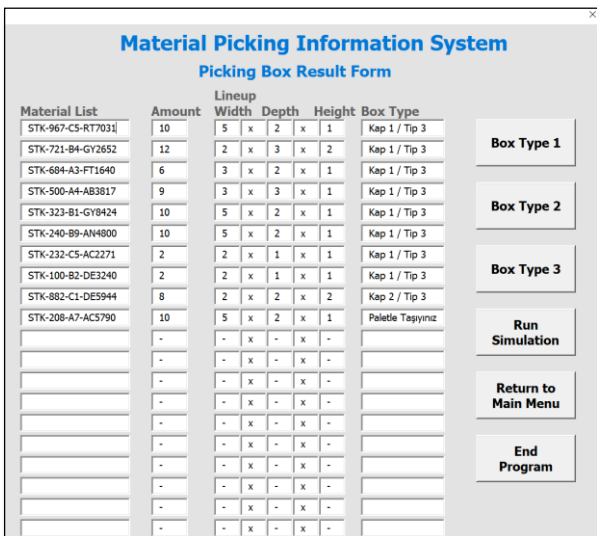 ×
Material Picking Information System
Picking Box Result Form
Lineup
Material List Amount Width Depth Height Box Type
STK-967-C5-RT7031 10 5 x 2 x 1 Kap 1 / Tip 3
STK-721-B4-GY2652 12 2 x 3 x 2 Kap 1 / Tip 3
STK-684-A3-FT1640 6 3 x 2 x 1 Kap 1 / Tip 3
STK-500-A4-AB3817 9 3 x 3 x 1 Kap 1 / Tip 3
STK-323-B1-GY8424 10 5 x 2 x 1 Kap 1 / Tip 3
STK-240-B9-AN4800 10 5 x 2 x 1 Kap 1 / Tip 3
STK-232-C5-AC2271 2 2 x 1 x 1 Kap 1 / Tip 3
STK-100-B2-DE3240 2 2 x 1 x 1 Kap 1 / Tip 3
STK-882-C1-DE5944 8 2 x 2 x 2 Kap 2 / Tip 3
STK-208-A7-AC5790 10 5 x 2 x 1 Paletle Taşıyınız
- - x - x -
- - x - x -
- - x - x -
- - x - x -
- - x - x -
- - x - x -
- - x - x -
- - x - x -
- - x - x -
- - x - x -
Box Type 1
Box Type 2
Box Type 3
Run
Simulation
Return to
Main Menu
End
Program